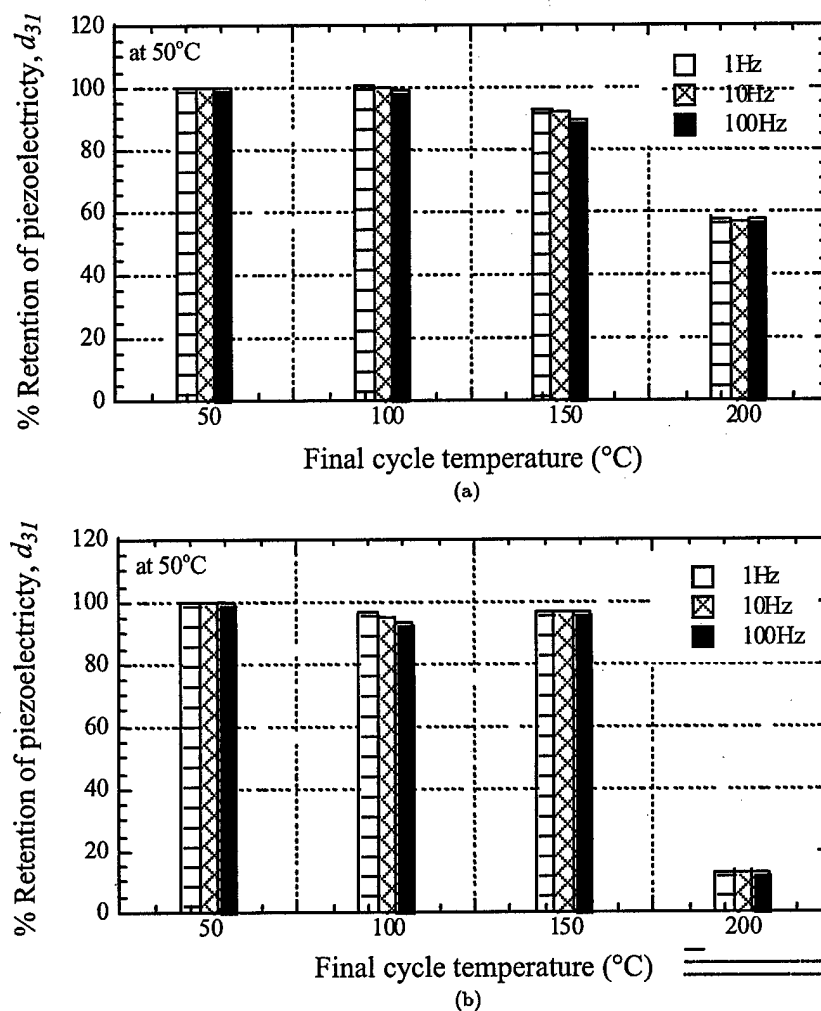 % Retention of piezoelectricty, d31
120
100
80
60
40
20
0
at 50°C
1Hz
10Hz
100Hz
50
100
150
200
Final cycle temperature (°C)
(a)
% Retention of piezoelectricty, d31
120
100
80
60
40
20
0
at 50°C
1Hz
10Hz
100Hz
50
100
150
200
Final cycle temperature (°C)
(b)